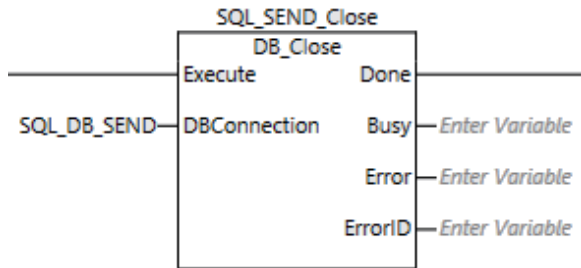 SQL_SEND_Close
DB_Close
Execute Done
SQL_DB_SEND DBConnection Busy Enter Variable
Error Enter Variable
ErrorID Enter Variable